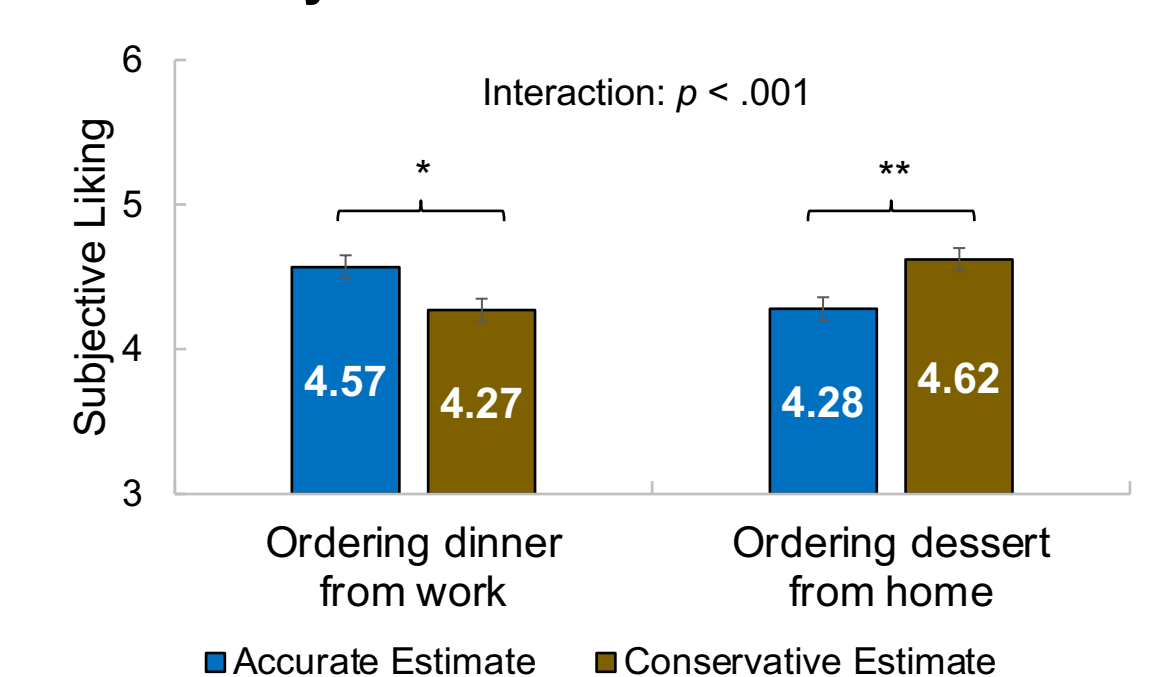 6
Interaction: p < .001
Subjective Liking
* **
5
4
4.57 4.27 4.28 4.62
3
Ordering dinner
from work
Ordering dessert
from home
Accurate Estimate Conservative Estimate